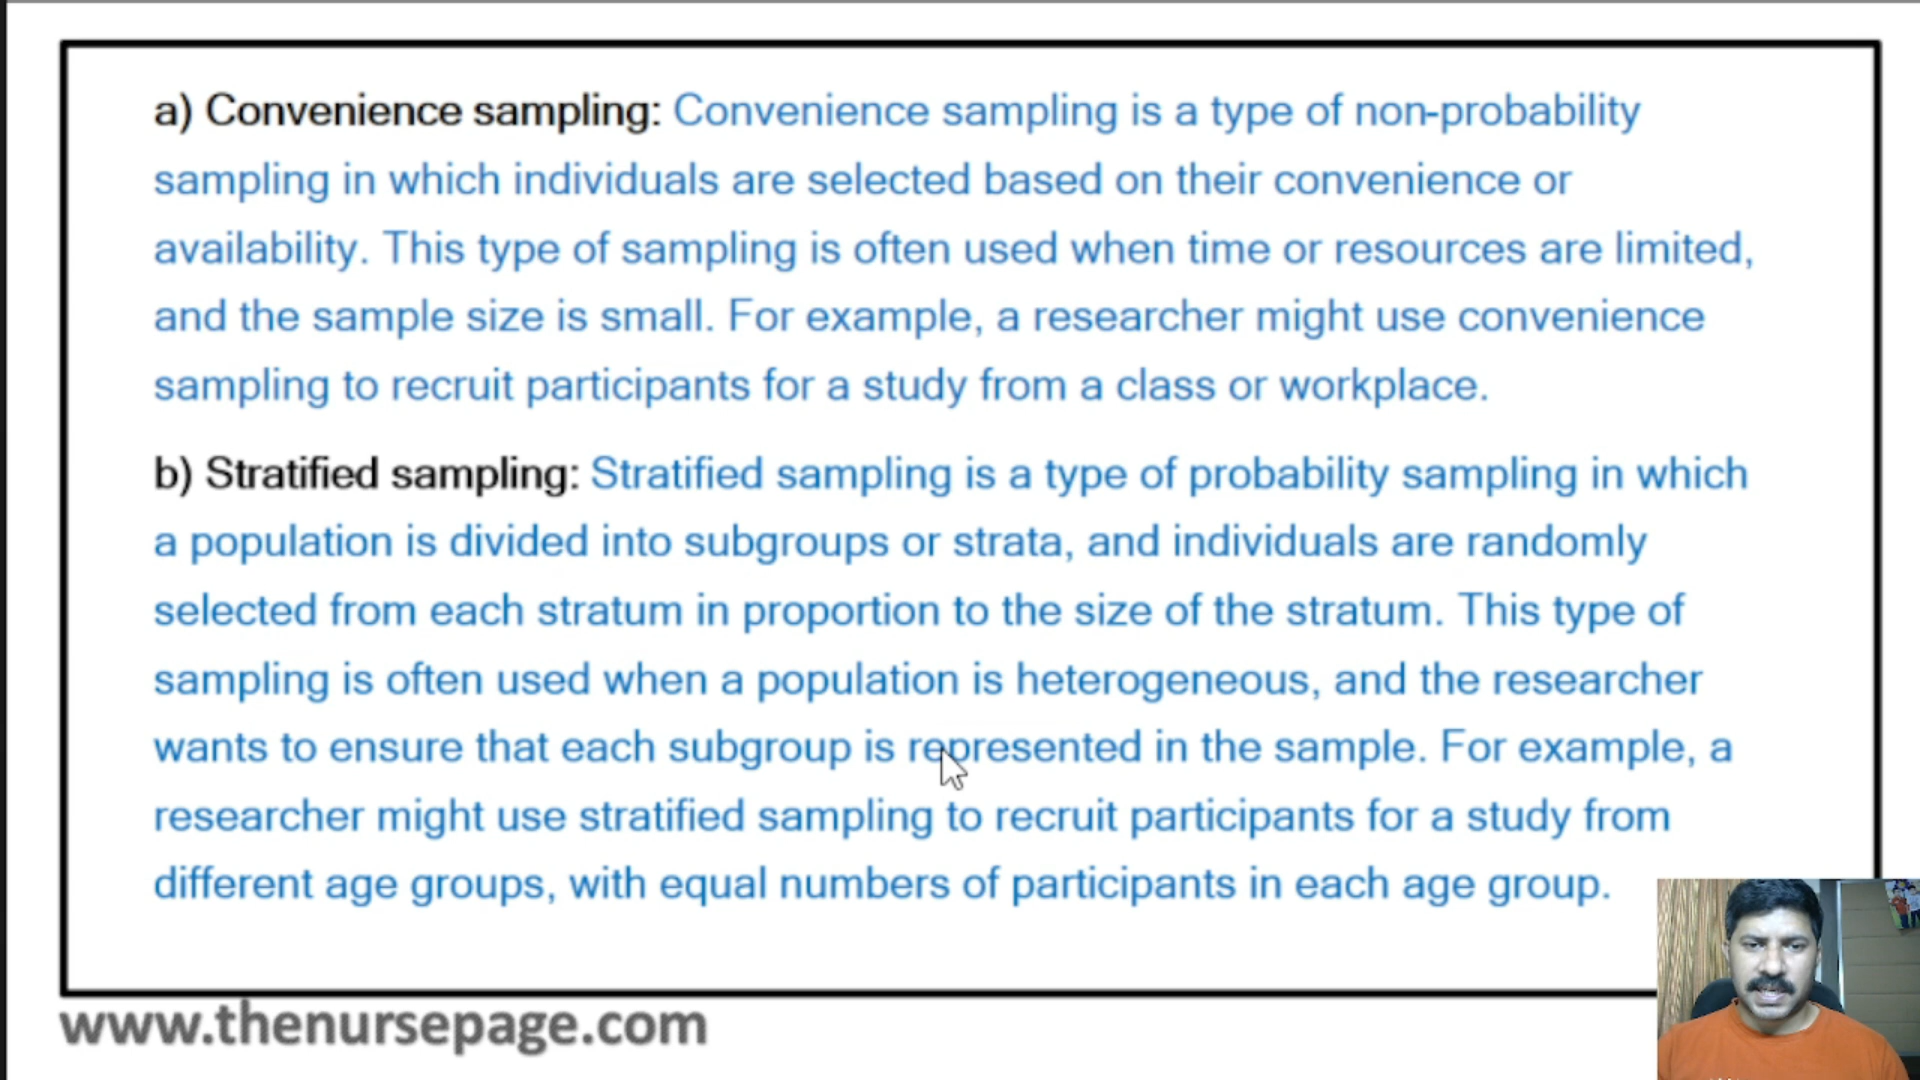 a) Convenience sampling: Convenience sampling is a type of non-probability
sampling in which individuals are selected based on their convenience or
availability. This type of sampling is often used when time or resources are limited,
and the sample size is small. For example, a researcher might use convenience
sampling to recruit participants for a study from a class or workplace.
b) Stratified sampling: Stratified sampling is a type of probability sampling in which
a population is divided into subgroups or strata, and individuals are randomly
selected from each stratum in proportion to the size of the stratum. This type of
sampling is often used when a population is heterogeneous, and the researcher
wants to ensure that each subgroup is represented in the sample. For example, a
researcher might use stratified sampling to recruit participants for a study from
different age groups, with equal numbers of participants in each age group.
www.thenursepage.com